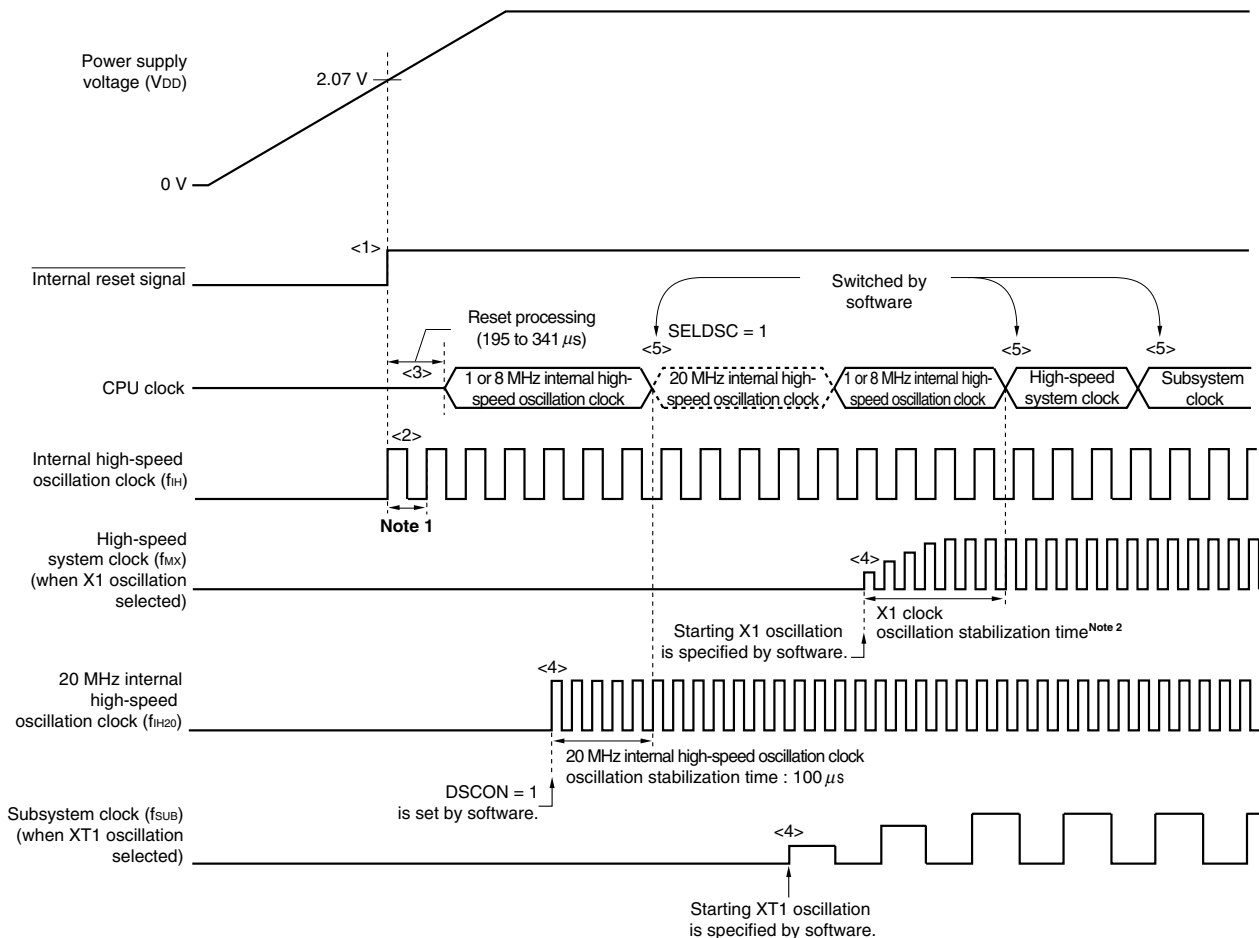 Power supply
voltage (VDD)
2.07 V
0 V
<1>
Internal reset signal
Switched by
software
Reset processing
(195 to 341 μs)
SELDSC = 1
<3>
<5>
<5>
<5>
CPU clock
1 or 8 MHz internal high-
speed oscillation clock
20 MHz internal high-
speed oscillation clock
1 or 8 MHz internal high-
speed oscillation clock
High-speed
system clock
Subsystem
clock
<2>
Internal high-speed
oscillation clock (fIH)
Note 1
High-speed
system clock (fMX)
(when X1 oscillation
selected)
<4>
X1 clock
oscillation stabilization timeNote 2
Starting X1 oscillation
is specified by software.
20 MHz internal
high-speed
oscillation clock (fIH20)
<4>
20 MHz internal high-speed oscillation clock
oscillation stabilization time : 100 μs
DSCON = 1
is set by software.
Subsystem clock (fSUB)
(when XT1 oscillation
selected)
<4>
Starting XT1 oscillation
is specified by software.